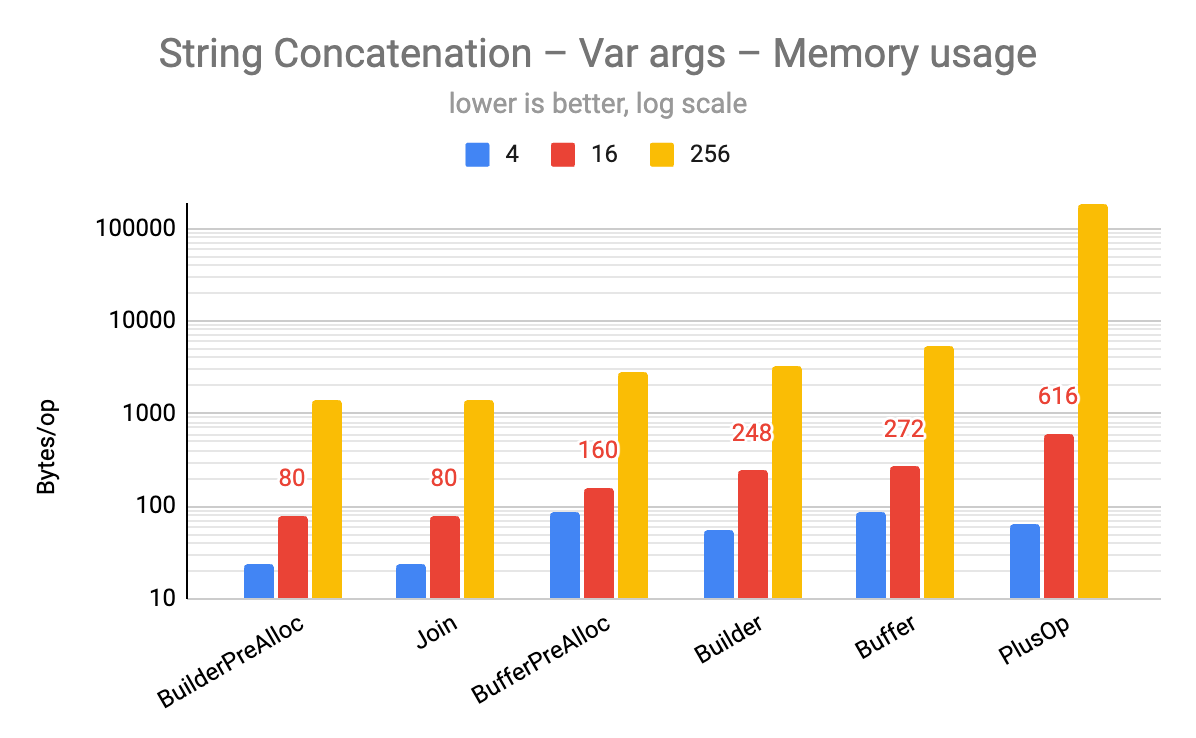 String Concatenation – Var args – Memory usage
lower is better, log scale
4 16 256
100000
10000
1000
100
10
Bytes/op
80 80 160 248 272 616
BuilderPreAlloc Join BufferPreAlloc Builder Buffer PlusOp